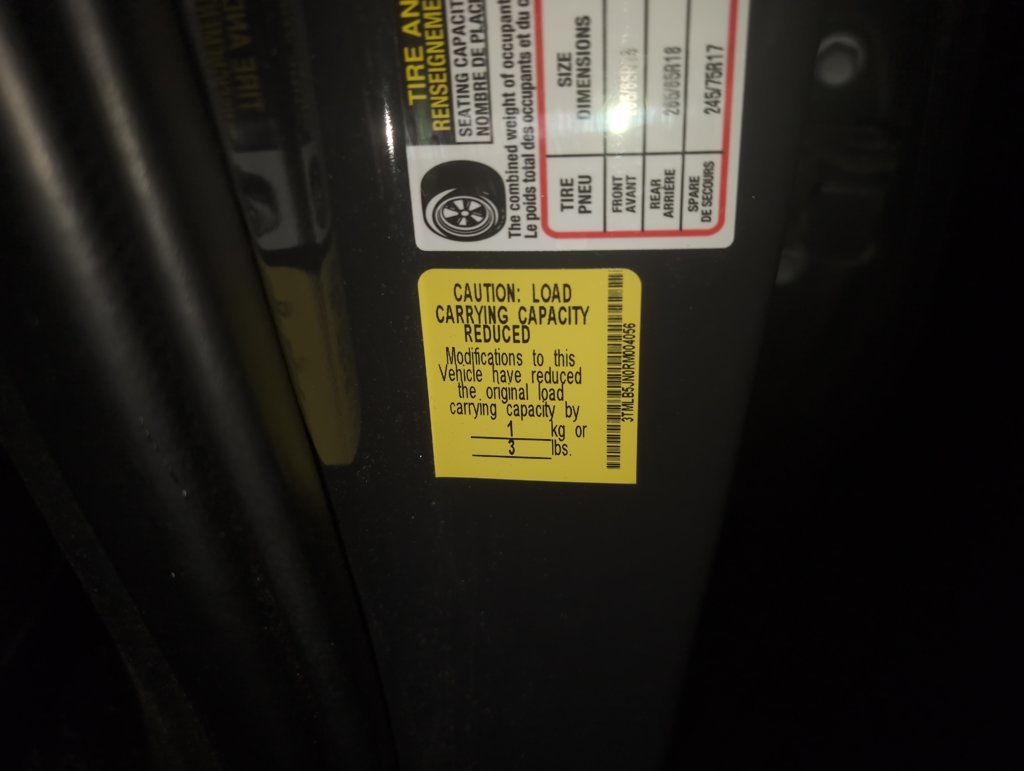 TIRE AN
RENSEIGNEME
SEATING CAPACIT
NOMBRE DE PLAC
The combined weight of occupant
Le poids total des occupants et du c
TIRE
PNEU
SIZE
DIMENSIONS
FRONT
AVANT
REAR
ARRIÈRE
265/65R18
SPARE
DE SECOURS
245/75R17
CAUTION: LOAD
CARRYING CAPACITY
REDUCED
Modifications to this
Vehicle have reduced
the original load
carrying capacity by
1 kg or
3 lbs.
3TMLB5JN0RM004056